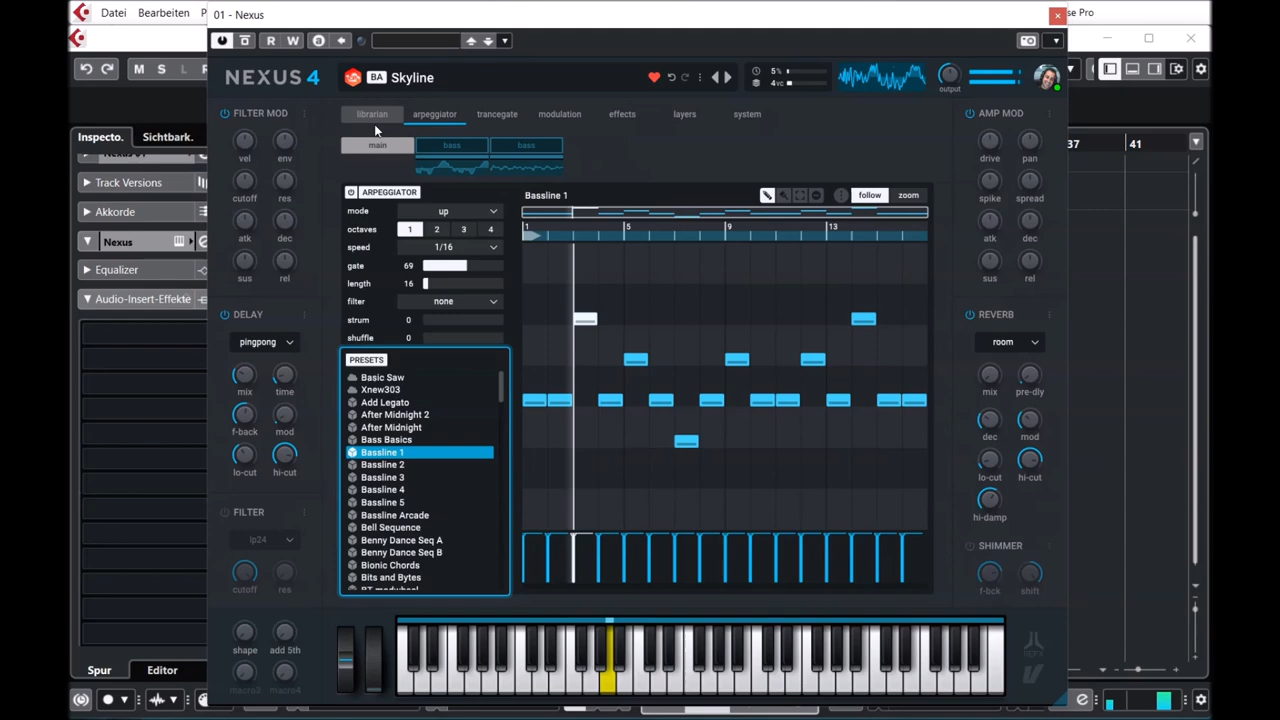 Datei Bearbeiten
01 - Nexus
se Pro
M S L R
R W
NEXUS 4
BA Skyline
5%
4vc
output
FILTER MOD
vel env
cutoff res
atk dec
sus rel
DELAY
pingpong
mix time
f-back mod
lo-cut hi-cut
FILTER
lp24
cutoff res
shape add 5th
macro3 macro4
librarian arpeggiator trancegate modulation effects layers system
main bass bass
ARPEGGIATOR
mode up
octaves 1 2 3 4
speed 1/16
gate 69
length 16
filter none
strum 0
shuffle 0
PRESETS
Basic Saw
Xnew303
Add Legato
After Midnight 2
After Midnight
Bass Basics
Bassline 1
Bassline 2
Bassline 3
Bassline 4
Bassline 5
Bassline Arcade
Bell Sequence
Benny Dance Seq A
Benny Dance Seq B
Bionic Chords
Bits and Bytes
BT modwheel
Bassline 1
follow zoom
1 5 9 13
AMP MOD
drive pan
spike spread
atk dec
sus rel
REVERB
room
mix pre-dly
dec mod
lo-cut hi-cut
hi-damp
SHIMMER
f-bck shift
Inspecto. Sichtbark.
Track Versions
Akkorde
Nexus
Equalizer
Audio-Insert-Effekte
Spur Editor
37 41